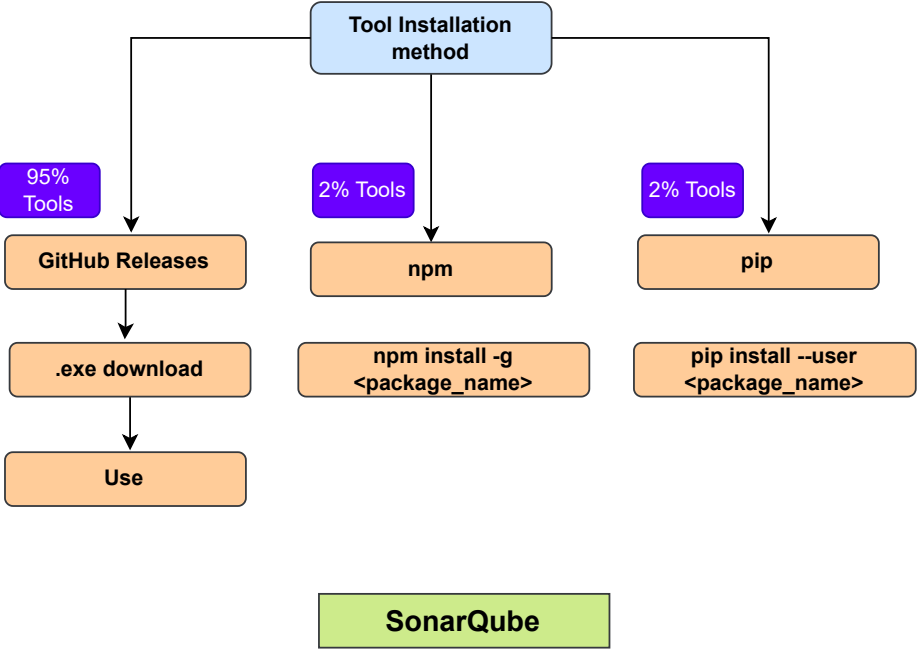 Tool Installation
method
95%
Tools
2% Tools
2% Tools
GitHub Releases
npm
pip
.exe download
npm install -g
<package_name>
pip install --user
<package_name>
Use
SonarQube